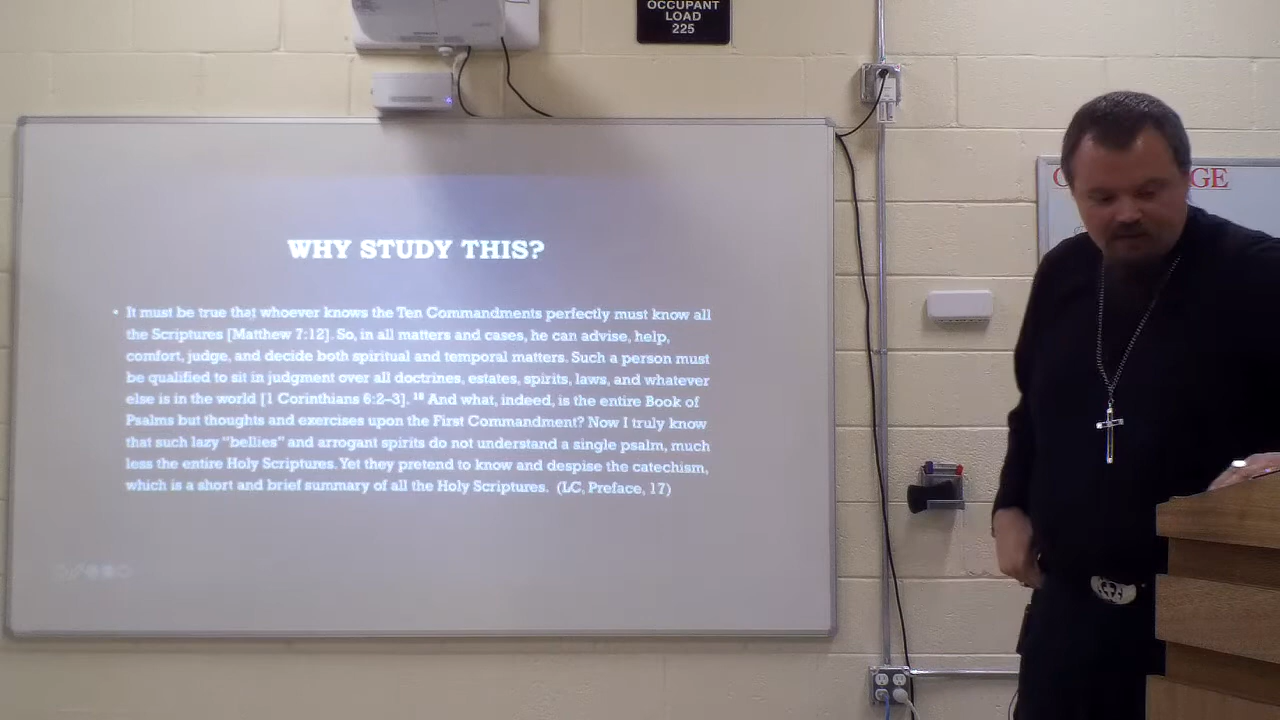 OCCUPANT
LOAD
225
WHY STUDY THIS?
• It must be true that whoever knows the Ten Commandments perfectly must know all
the Scriptures [Matthew 7:12]. So, in all matters and cases, he can advise, help,
comfort, judge, and decide both spiritual and temporal matters. Such a person must
be qualified to sit in judgment over all doctrines, estates, spirits, laws, and whatever
else is in the world [1 Corinthians 6:2–3]. ¹⁸ And what, indeed, is the entire Book of
Psalms but thoughts and exercises upon the First Commandment? Now I truly know
that such lazy "bellies" and arrogant spirits do not understand a single psalm, much
less the entire Holy Scriptures. Yet they pretend to know and despise the catechism,
which is a short and brief summary of all the Holy Scriptures. (LC, Preface, 17)